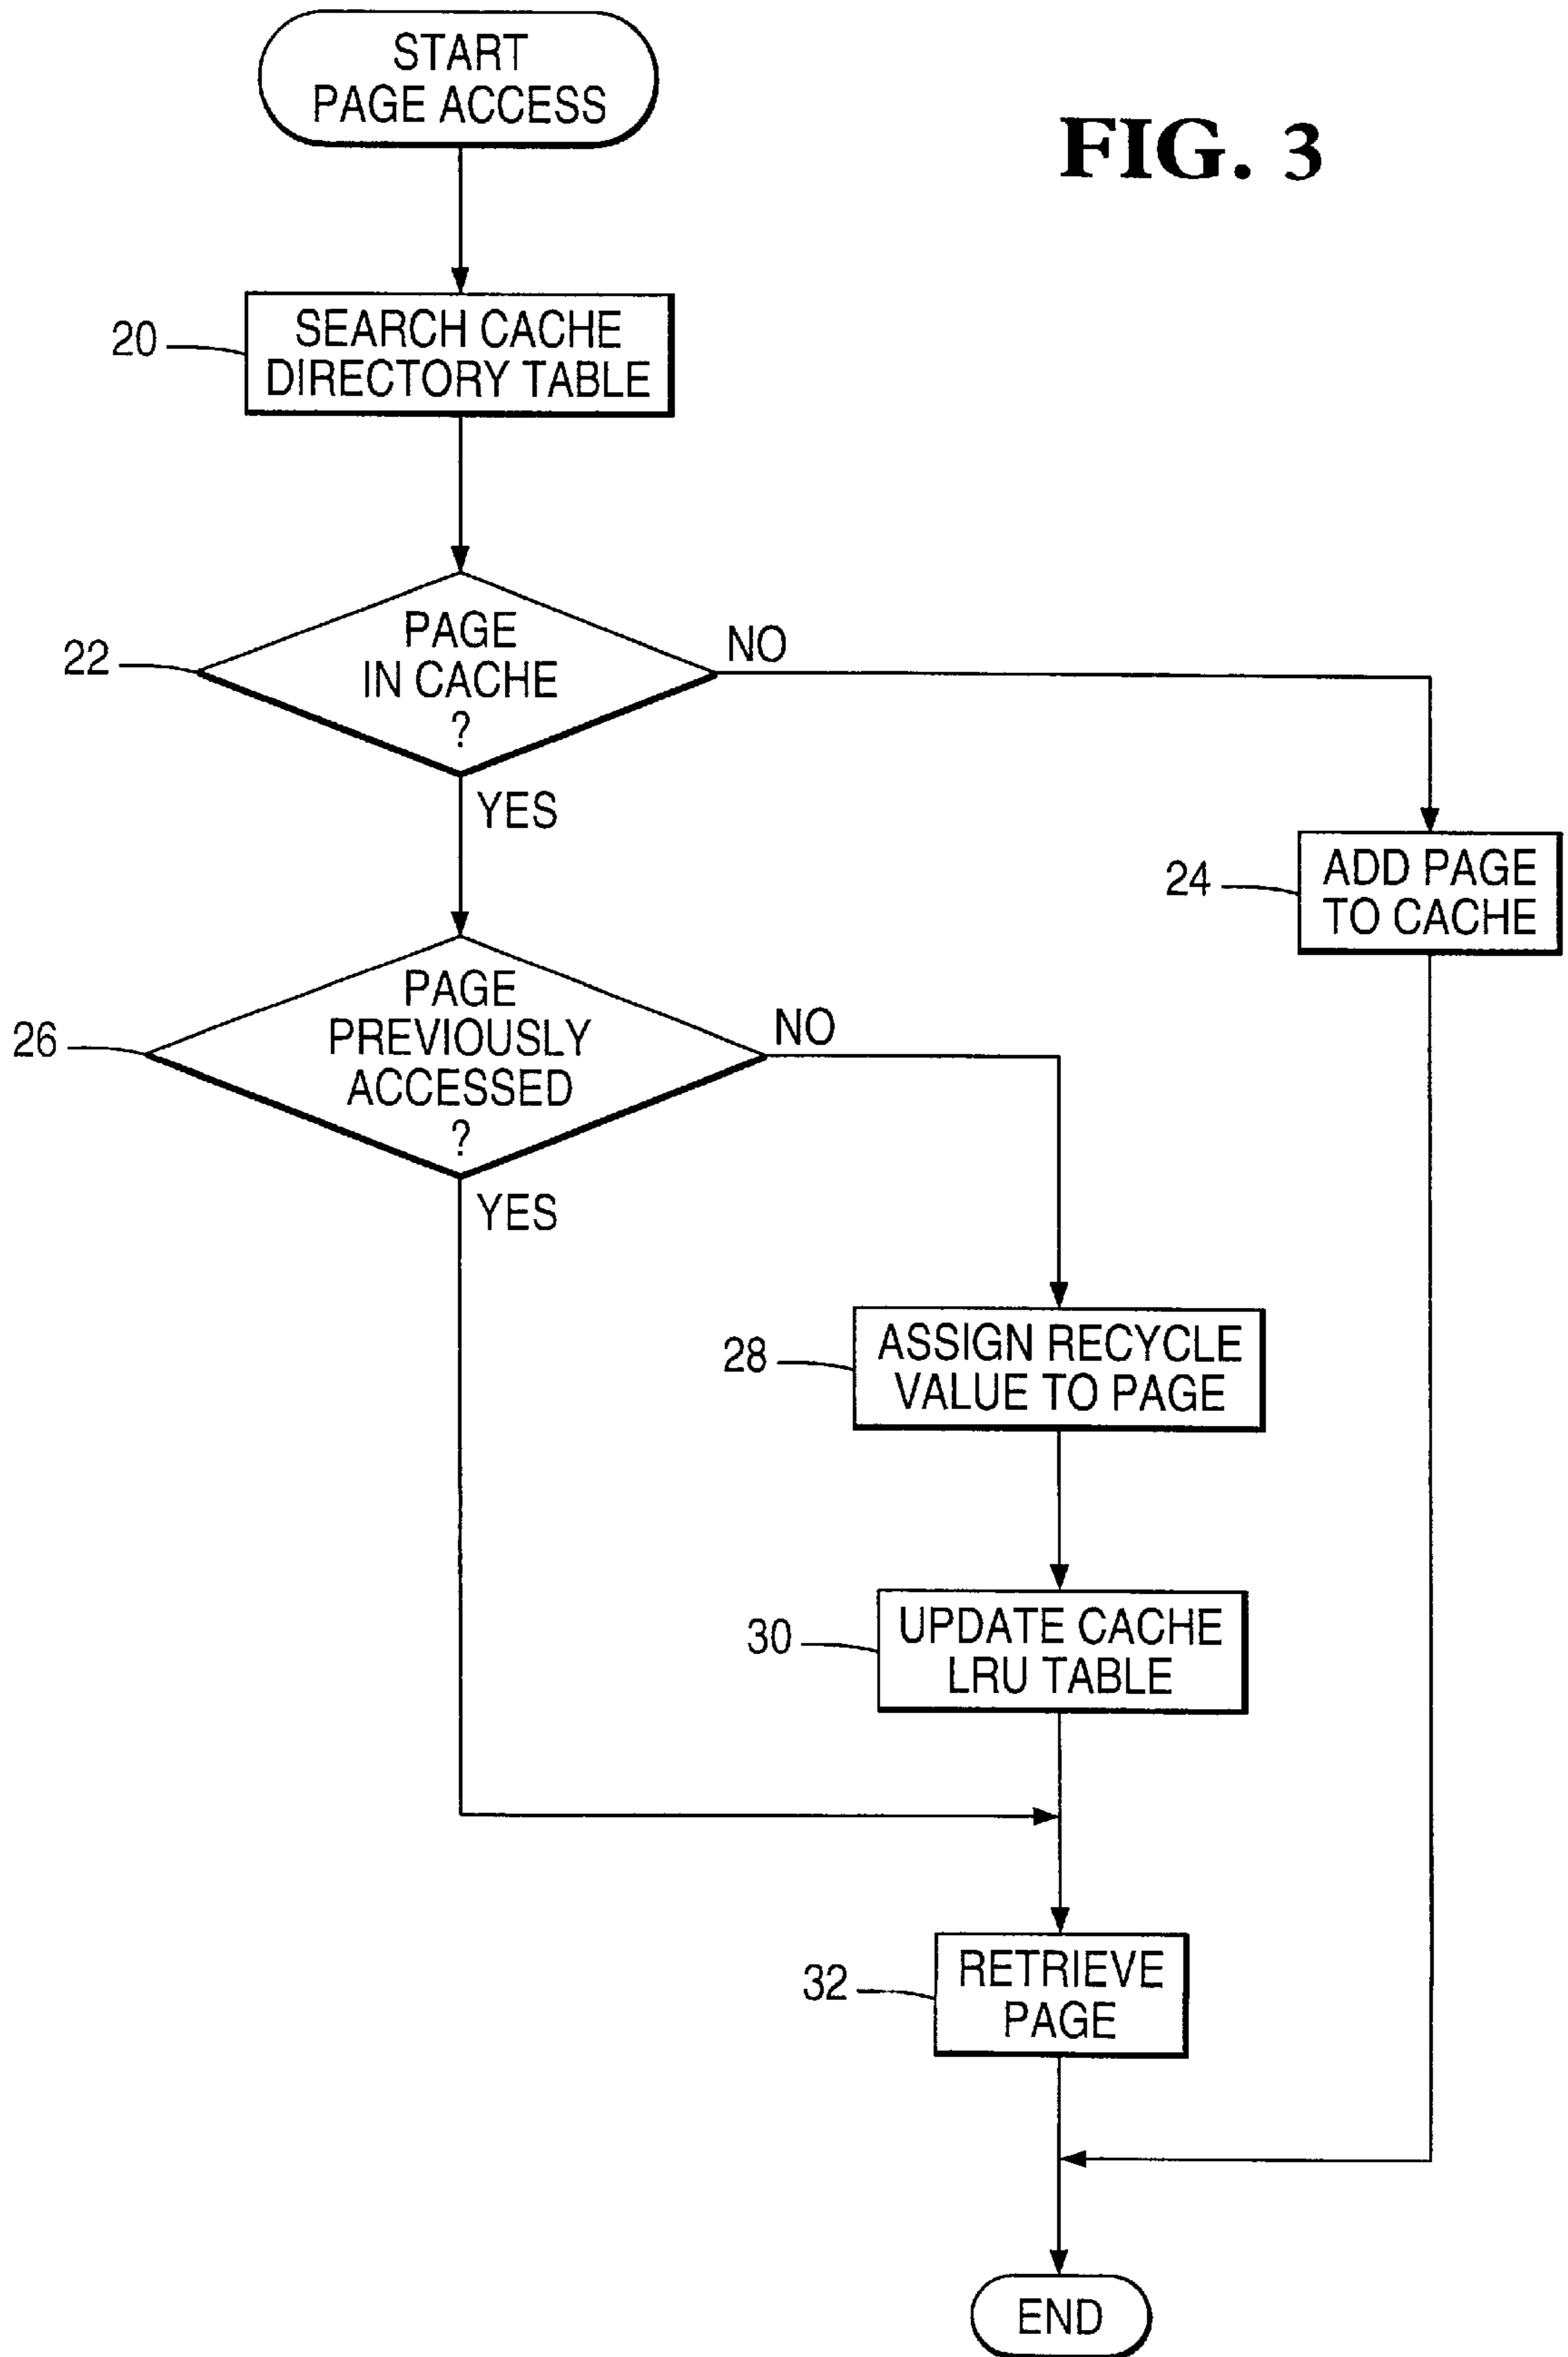 START
PAGE ACCESS
FIG. 3
20
SEARCH CACHE
DIRECTORY TABLE
22
PAGE
IN CACHE
?
NO
YES
24
ADD PAGE
TO CACHE
26
PAGE
PREVIOUSLY
ACCESSED
?
NO
YES
28
ASSIGN RECYCLE
VALUE TO PAGE
30
UPDATE CACHE
LRU TABLE
32
RETRIEVE
PAGE
END